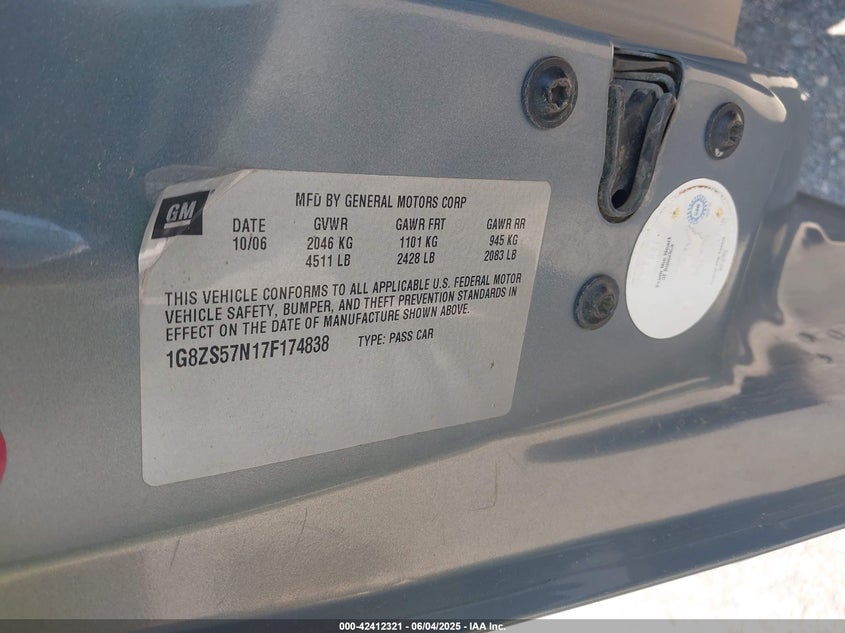 GM
MFD BY GENERAL MOTORS CORP
DATE GVWR GAWR FRT GAWR RR
10/06 2046 KG 1101 KG 945 KG
4511 LB 2428 LB 2083 LB
THIS VEHICLE CONFORMS TO ALL APPLICABLE U.S. FEDERAL MOTOR
VEHICLE SAFETY, BUMPER, AND THEFT PREVENTION STANDARDS IN
EFFECT ON THE DATE OF MANUFACTURE SHOWN ABOVE.
1G8ZS57N17F174838 TYPE: PASS CAR
000-42412321 - 06/04/2025 - IAA Inc.